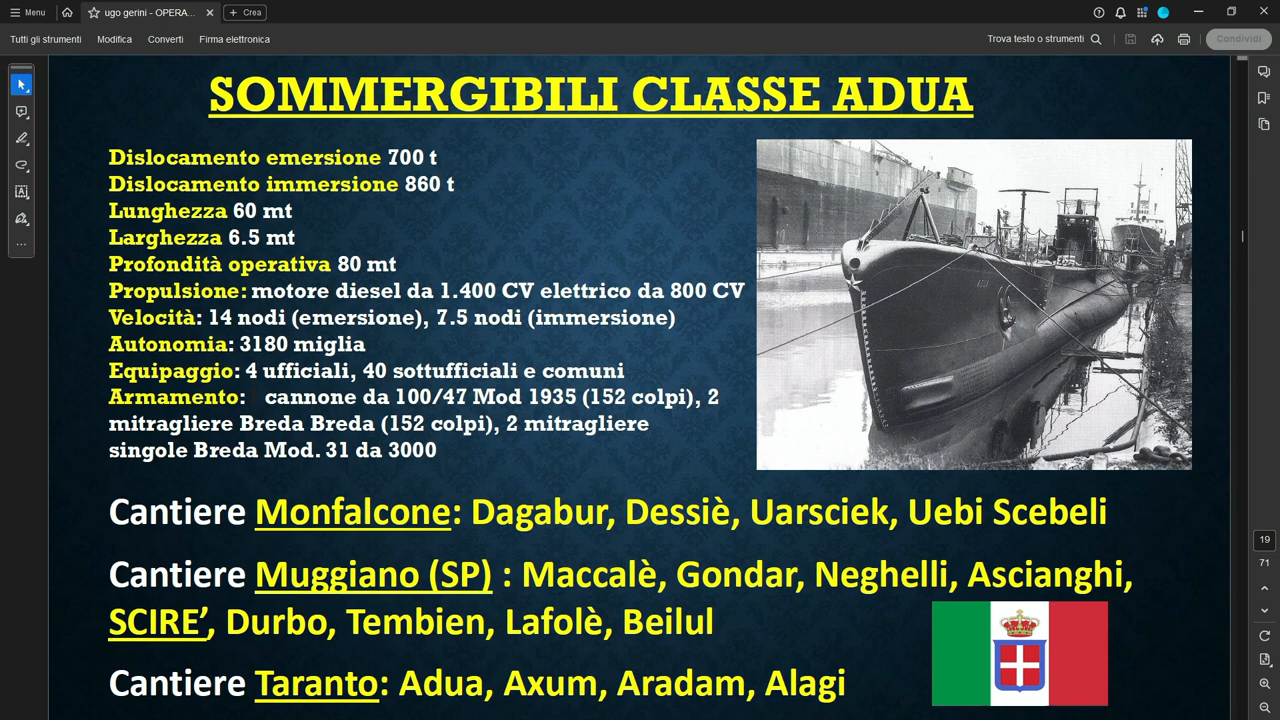 Menu
ugo gerini - OPERA...
Crea
Tutti gli strumenti
Modifica
Converti
Firma elettronica
Trova testo o strumenti
Condividi
SOMMERGIBILI CLASSE ADUA
Dislocamento emersione 700 t
Dislocamento immersione 860 t
Lunghezza 60 mt
Larghezza 6.5 mt
Profondità operativa 80 mt
Propulsione: motore diesel da 1.400 CV elettrico da 800 CV
Velocità: 14 nodi (emersione), 7.5 nodi (immersione)
Autonomia: 3180 miglia
Equipaggio: 4 ufficiali, 40 sottufficiali e comuni
Armamento: cannone da 100/47 Mod 1935 (152 colpi), 2
mitragliere Breda Breda (152 colpi), 2 mitragliere
singole Breda Mod. 31 da 3000
Cantiere Monfalcone: Dagabur, Dessiè, Uarsciek, Uebi Scebeli
Cantiere Muggiano (SP) : Maccalè, Gondar, Neghelli, Ascianghi,
SCIRE’, Durbo, Tembien, Lafolè, Beilul
Cantiere Taranto: Adua, Axum, Aradam, Alagi
19
71